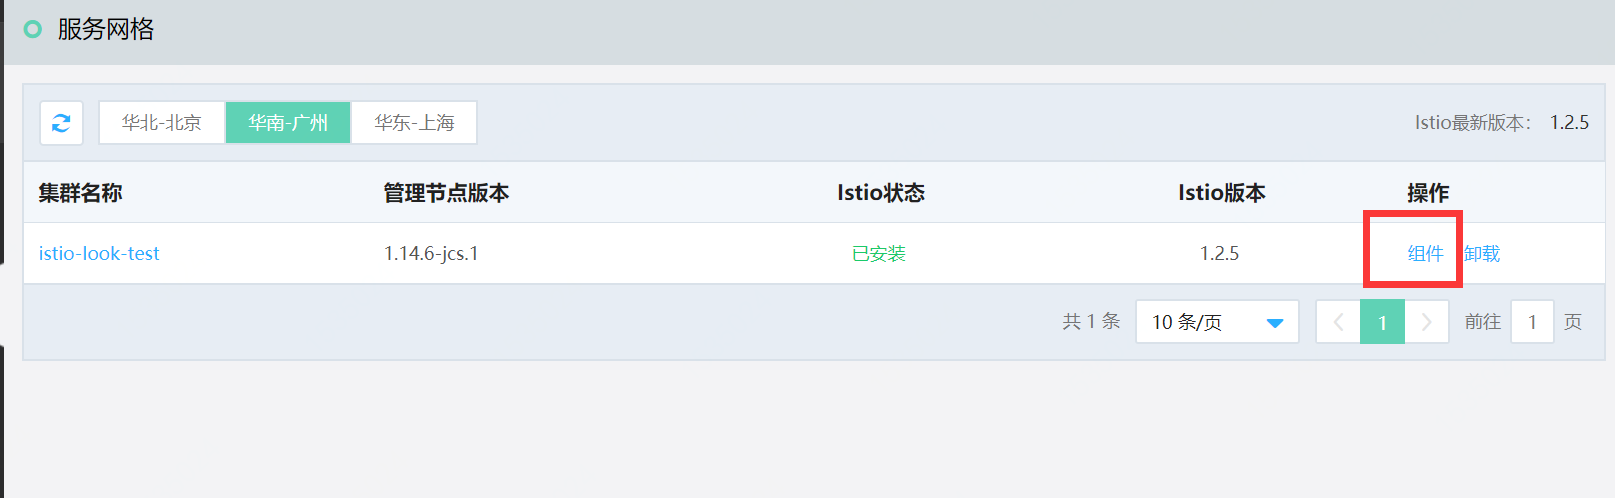 服务网格
华北-北京 华南-广州 华东-上海 Istio最新版本： 1.2.5
集群名称 管理节点版本 Istio状态 Istio版本 操作
istio-look-test 1.14.6-jcs.1 已安装 1.2.5 组件 卸载
共 1 条 10 条/页 1 前往 1 页